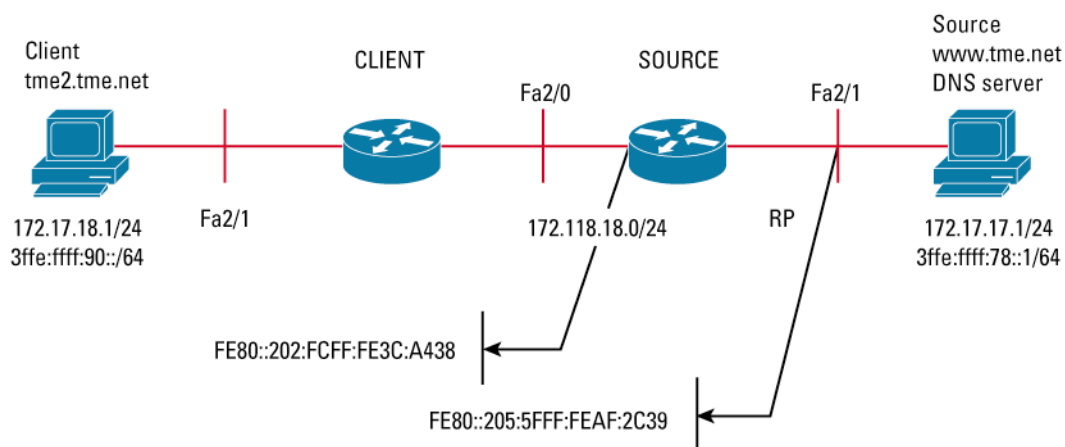 Client
tme2.tme.net
CLIENT
SOURCE
Source
www.tme.net
DNS server
Fa2/0
Fa2/1
172.17.18.1/24
3ffe:ffff:90::/64
Fa2/1
172.118.18.0/24
RP
172.17.17.1/24
3ffe:ffff:78::1/64
FE80::202:FCFF:FE3C:A438
FE80::205:5FFF:FEAF:2C39